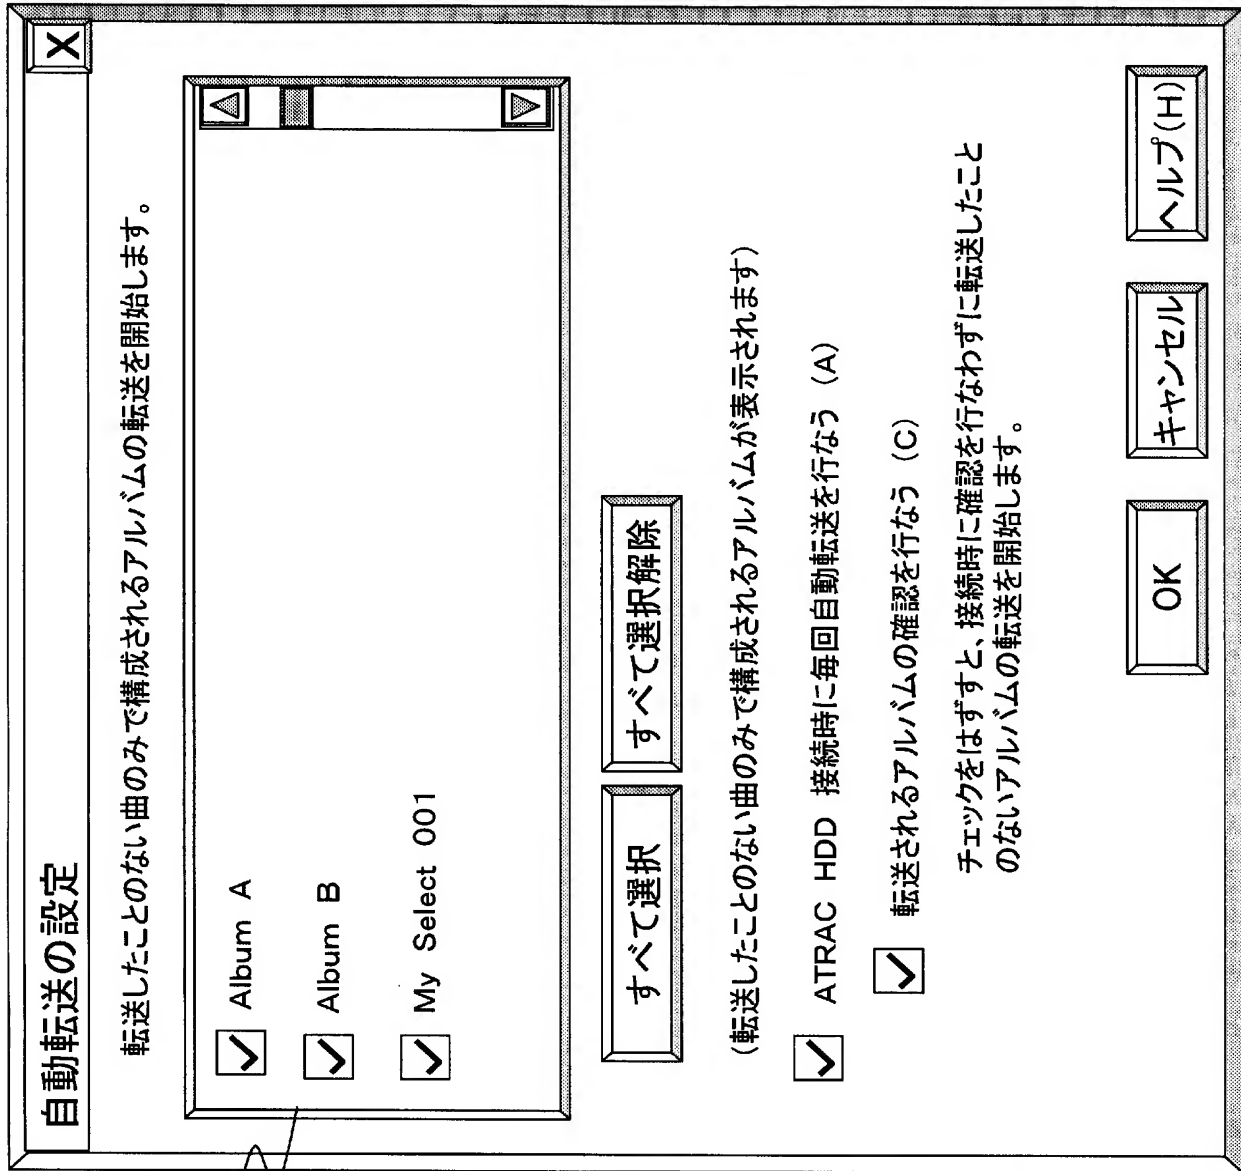 自動転送の設定
X
転送したことのない曲のみで構成されるアルバムの転送を開始します。
Album A
Album B
My Select 001
すべて選択
すべて選択解除
(転送したことのない曲のみで構成されるアルバムが表示されます)
ATRAC HDD 接続時に毎回自動転送を行なう (A)
転送されるアルバムの確認を行なう (C)
チェックをはずすと、接続時に確認を行なわずに転送したこと
のないアルバムの転送を開始します。
OK
キャンセル
ヘルプ(H)